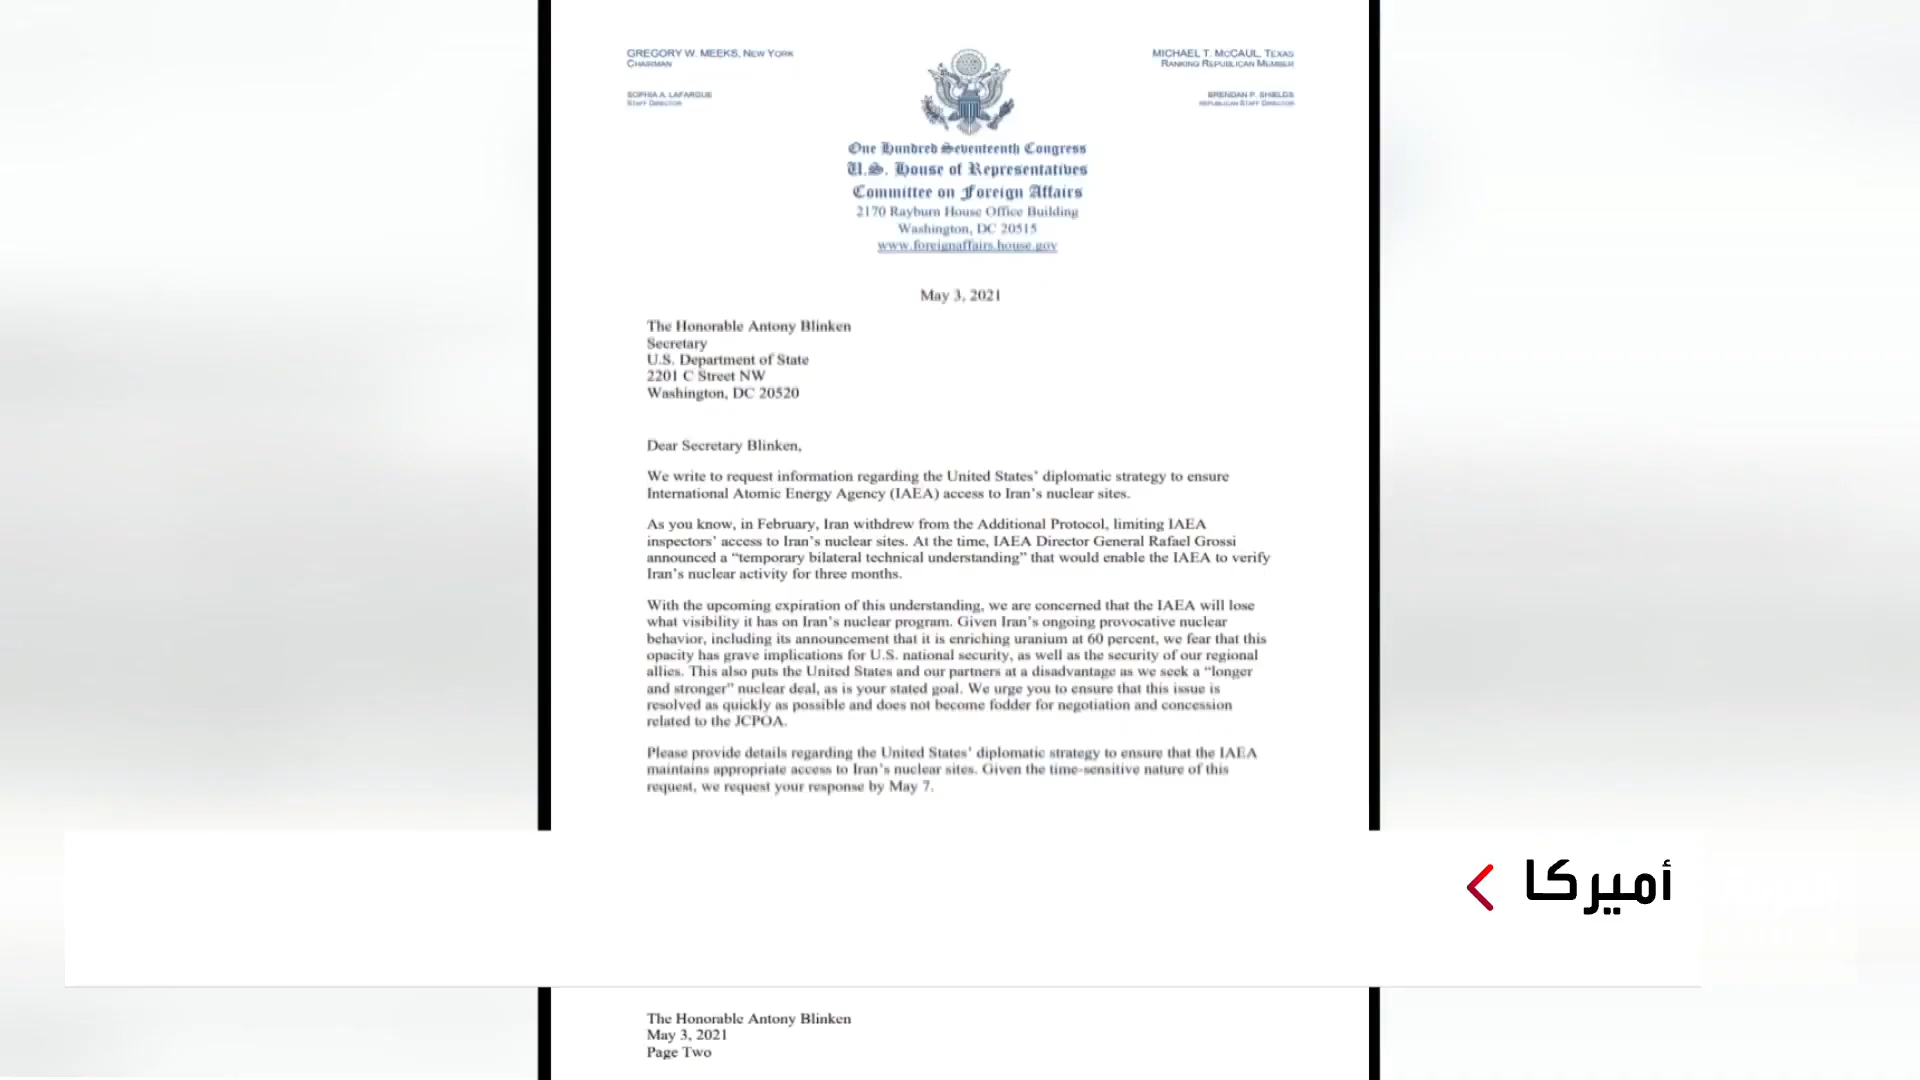 GREGORY W. MEEKS, NEW YORK
CHAIRMAN
SOPHIA A. LAFARGUE
STAFF DIRECTOR
MICHAEL T. MCCAUL, TEXAS
RANKING REPUBLICAN MEMBER
BRENDAN P. SHIELDS
REPUBLICAN STAFF DIRECTOR
One Hundred Seventeenth Congress
U.S. House of Representatives
Committee on Foreign Affairs
2170 Rayburn House Office Building
Washington, DC 20515
www.foreignaffairs.house.gov
May 3, 2021
The Honorable Antony Blinken
Secretary
U.S. Department of State
2201 C Street NW
Washington, DC 20520
Dear Secretary Blinken,
We write to request information regarding the United States’ diplomatic strategy to ensure
International Atomic Energy Agency (IAEA) access to Iran’s nuclear sites.
As you know, in February, Iran withdrew from the Additional Protocol, limiting IAEA
inspectors’ access to Iran’s nuclear sites. At the time, IAEA Director General Rafael Grossi
announced a “temporary bilateral technical understanding” that would enable the IAEA to verify
Iran’s nuclear activity for three months.
With the upcoming expiration of this understanding, we are concerned that the IAEA will lose
what visibility it has on Iran’s nuclear program. Given Iran’s ongoing provocative nuclear
behavior, including its announcement that it is enriching uranium at 60 percent, we fear that this
opacity has grave implications for U.S. national security, as well as the security of our regional
allies. This also puts the United States and our partners at a disadvantage as we seek a “longer
and stronger” nuclear deal, as is your stated goal. We urge you to ensure that this issue is
resolved as quickly as possible and does not become fodder for negotiation and concession
related to the JCPOA.
Please provide details regarding the United States’ diplomatic strategy to ensure that the IAEA
maintains appropriate access to Iran’s nuclear sites. Given the time-sensitive nature of this
request, we request your response by May 7.
أميركا
The Honorable Antony Blinken
May 3, 2021
Page Two